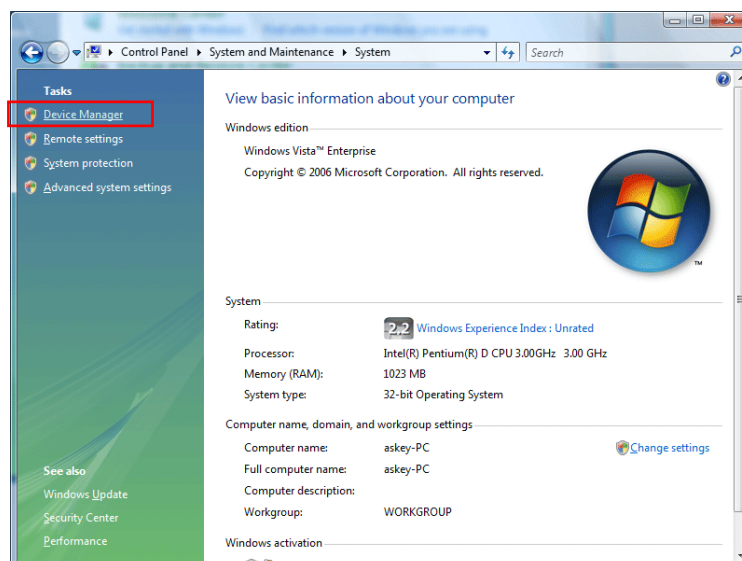 Control Panel ▸ System and Maintenance ▸ System
Search
Tasks
Device Manager
Remote settings
System protection
Advanced system settings
View basic information about your computer
Windows edition
Windows Vista™ Enterprise
Copyright © 2006 Microsoft Corporation. All rights reserved.
TM
System
Rating:
2.2 Windows Experience Index : Unrated
Processor: Intel(R) Pentium(R) D CPU 3.00GHz 3.00 GHz
Memory (RAM): 1023 MB
System type: 32-bit Operating System
Computer name, domain, and workgroup settings
Computer name: askey-PC
Change settings
Full computer name: askey-PC
Computer description:
Workgroup: WORKGROUP
Windows activation
See also
Windows Update
Security Center
Performance